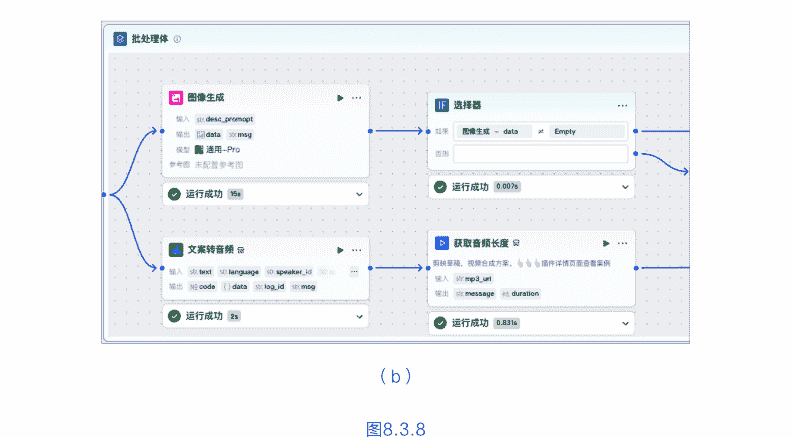 批处理体
图像生成
输入 str.desc_promopt
输出 data str.msg
模型 通用-Pro
参考图 未配置参考图
运行成功 15s
选择器
如果 图像生成 - data ≠ Empty
否则
运行成功 0.007s
文案转音频
输入 str.text str.language str.speaker_id
输出 code data str.log_id str.msg
运行成功 2s
获取音频长度
剪映草稿、视频合成方案，👆👆👆插件详情页面查看案例
输入 str.mp3_url
输出 str.message duration
运行成功 0.831s
（b）
图8.3.8